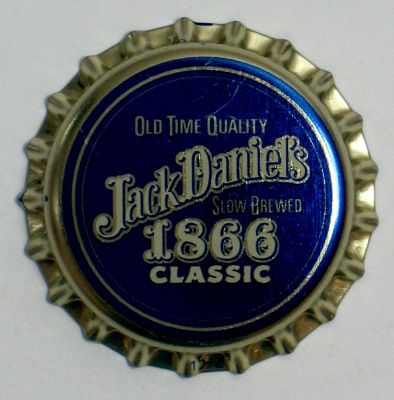 OLD TIME QUALITY
Jack Daniel's
SLOW BREWED
1866
CLASSIC